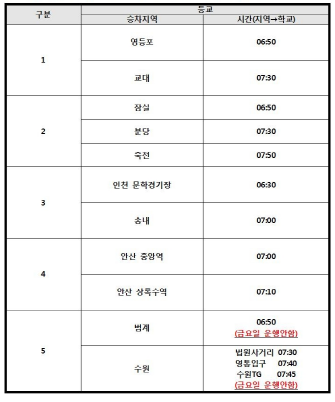 구분 등교
승차지역 시간(지역→학교)
1 영등포 06:50
교대 07:30
2 잠실 06:50
분당 07:30
죽전 07:50
3 인천 문학경기장 06:30
송내 07:00
4 안산 중앙역 07:00
안산 상록수역 07:10
5 범계 06:50
(금요일 운행안함)
수원 법원사거리 07:30
영통입구 07:40
수원TG 07:45
(금요일 운행안함)